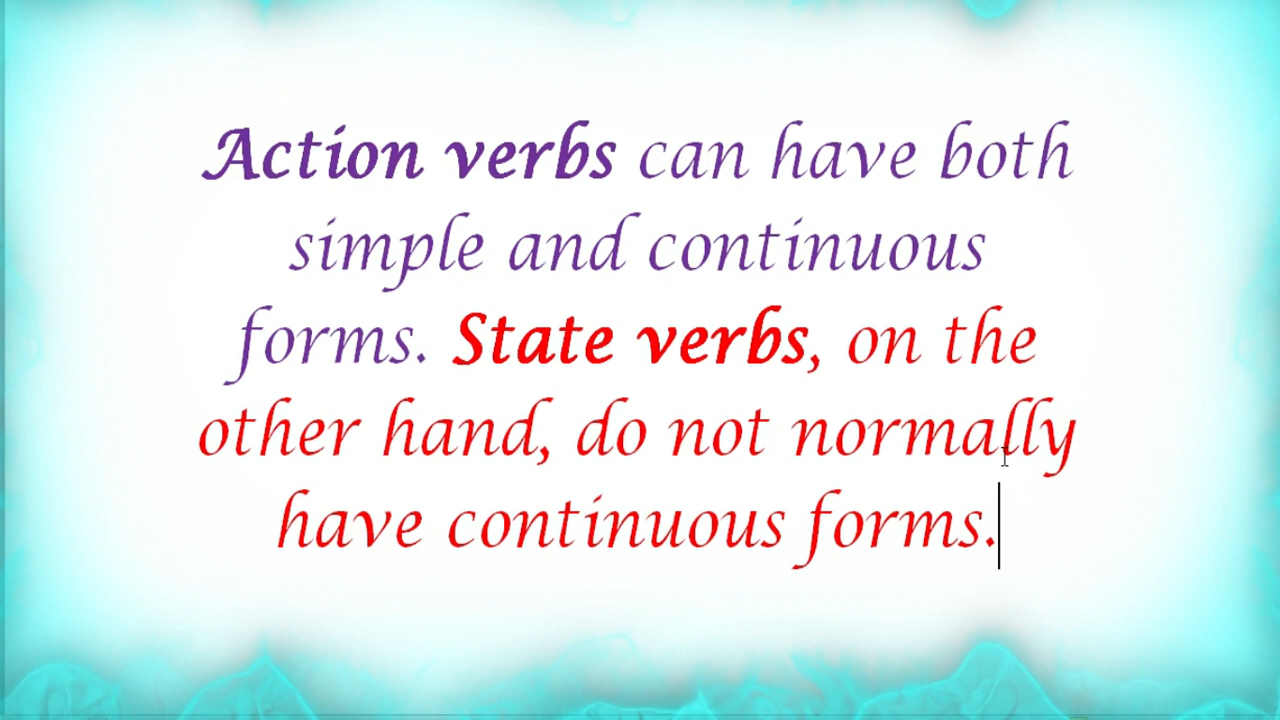 Action verbs can have both
simple and continuous
forms. State verbs, on the
other hand, do not normally
have continuous forms.